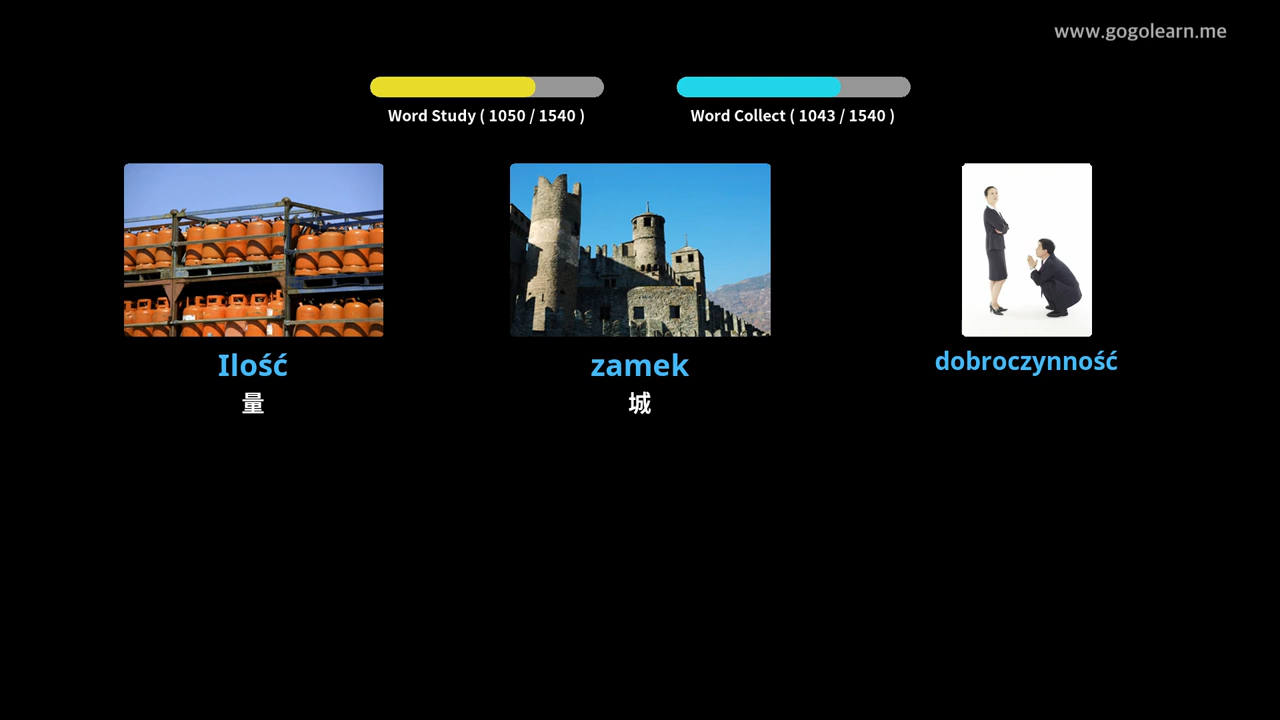 www.gogolearn.me
Word Study ( 1050 / 1540 )
Word Collect ( 1043 / 1540 )
Ilość
zamek
dobroczynność
量
城